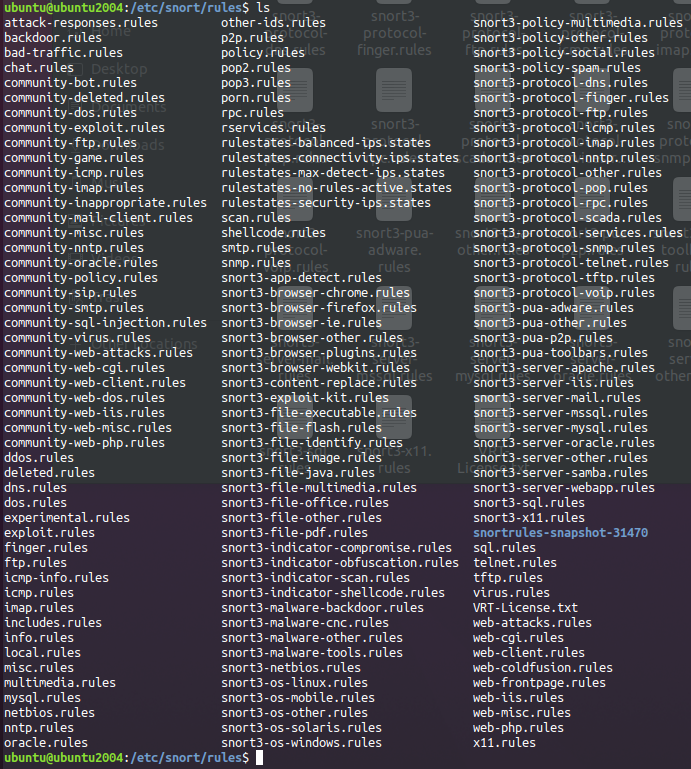 ubuntu@ubuntu2004:/etc/snort/rules$ ls
attack-responses.rules other-ids.rules snort3-policy-multimedia.rules
backdoor.rules p2p.rules snort3-policy-other.rules
bad-traffic.rules policy.rules snort3-policy-social.rules
chat.rules pop2.rules snort3-policy-spam.rules
community-bot.rules pop3.rules snort3-protocol-dns.rules
community-deleted.rules porn.rules snort3-protocol-finger.rules
community-dos.rules rpc.rules snort3-protocol-ftp.rules
community-exploit.rules rservices.rules snort3-protocol-icmp.rules
community-ftp.rules rulestates-balanced-ips.states snort3-protocol-imap.rules
community-game.rules rulestates-connectivity-ips.states snort3-protocol-nntp.rules
community-icmp.rules rulestates-max-detect-ips.states snort3-protocol-other.rules
community-imap.rules rulestates-no-rules-active.states snort3-protocol-pop.rules
community-inappropriate.rules rulestates-security-ips.states snort3-protocol-rpc.rules
community-mail-client.rules scan.rules snort3-protocol-scada.rules
community-misc.rules shellcode.rules snort3-protocol-services.rules
community-nntp.rules smtp.rules snort3-protocol-snmp.rules
community-oracle.rules snmp.rules snort3-protocol-telnet.rules
community-policy.rules snort3-app-detect.rules snort3-protocol-tftp.rules
community-sip.rules snort3-browser-chrome.rules snort3-protocol-voip.rules
community-smtp.rules snort3-browser-firefox.rules snort3-pua-adware.rules
community-sql-injection.rules snort3-browser-ie.rules snort3-pua-other.rules
community-virus.rules snort3-browser-other.rules snort3-pua-p2p.rules
community-web-attacks.rules snort3-browser-plugins.rules snort3-pua-toolbars.rules
community-web-cgi.rules snort3-browser-webkit.rules snort3-server-apache.rules
community-web-client.rules snort3-content-replace.rules snort3-server-iis.rules
community-web-dos.rules snort3-exploit-kit.rules snort3-server-mail.rules
community-web-iis.rules snort3-file-executable.rules snort3-server-mssql.rules
community-web-misc.rules snort3-file-flash.rules snort3-server-mysql.rules
community-web-php.rules snort3-file-identify.rules snort3-server-oracle.rules
ddos.rules snort3-file-image.rules snort3-server-other.rules
deleted.rules snort3-file-java.rules snort3-server-samba.rules
dns.rules snort3-file-multimedia.rules snort3-server-webapp.rules
dos.rules snort3-file-office.rules snort3-sql.rules
experimental.rules snort3-file-other.rules snort3-x11.rules
exploit.rules snort3-file-pdf.rules snortrules-snapshot-31470
finger.rules snort3-indicator-compromise.rules sql.rules
ftp.rules snort3-indicator-obfuscation.rules telnet.rules
icmp-info.rules snort3-indicator-scan.rules tftp.rules
icmp.rules snort3-indicator-shellcode.rules virus.rules
imap.rules snort3-malware-backdoor.rules VRT-License.txt
includes.rules snort3-malware-cnc.rules web-attacks.rules
info.rules snort3-malware-other.rules web-cgi.rules
local.rules snort3-malware-tools.rules web-client.rules
misc.rules snort3-netbios.rules web-coldfusion.rules
multimedia.rules snort3-os-linux.rules web-frontpage.rules
mysql.rules snort3-os-mobile.rules web-iis.rules
netbios.rules snort3-os-other.rules web-misc.rules
nntp.rules snort3-os-solaris.rules web-php.rules
oracle.rules snort3-os-windows.rules x11.rules
ubuntu@ubuntu2004:/etc/snort/rules$